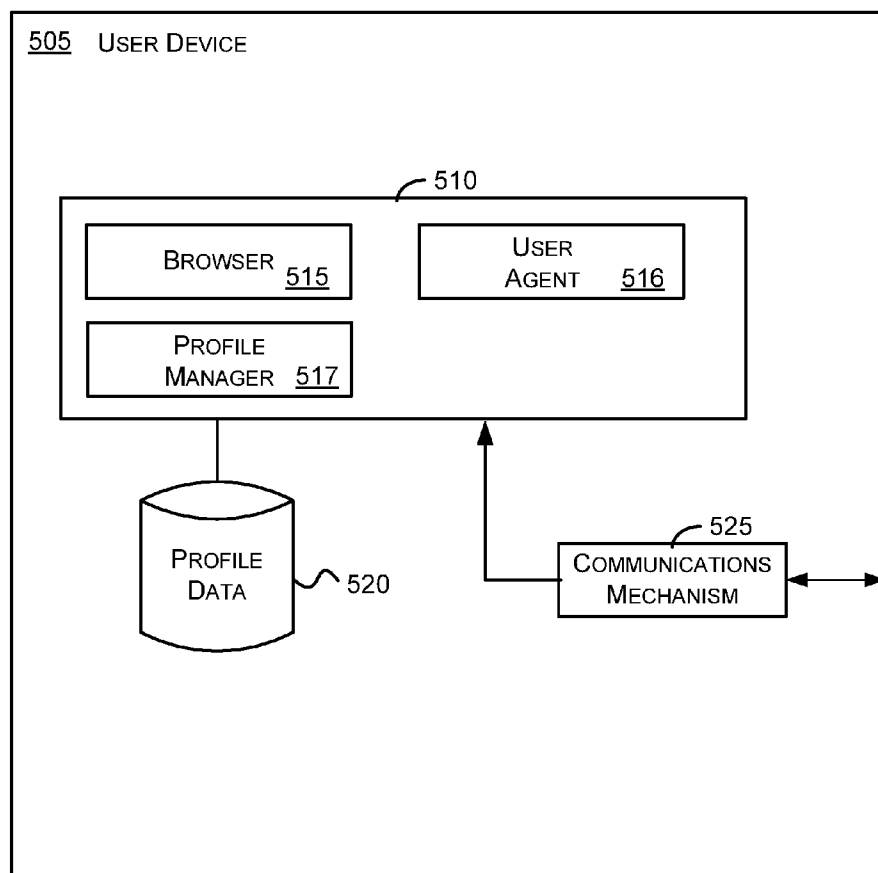 505 USER DEVICE
510
BROWSER 515
USER
AGENT 516
PROFILE
MANAGER 517
PROFILE
DATA
520
525
COMMUNICATIONS
MECHANISM